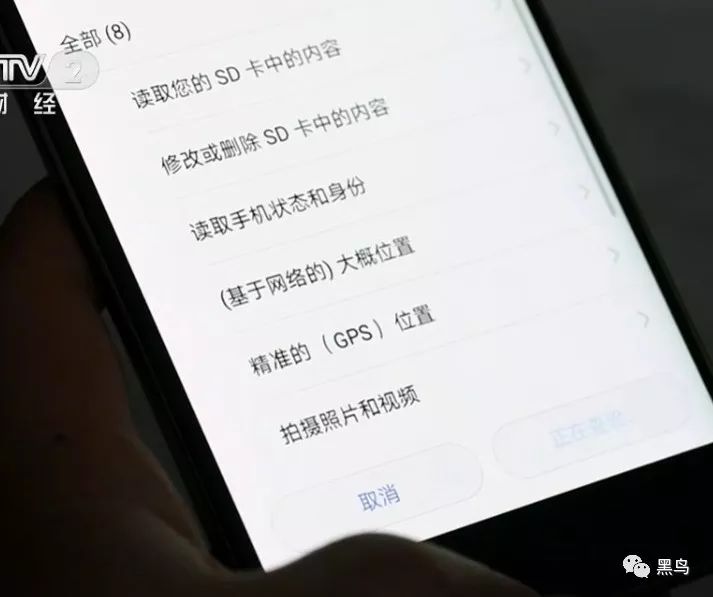 全部 (8)
TV 2
财 经
读取您的 SD 卡中的内容
修改或删除 SD 卡中的内容
读取手机状态和身份
(基于网络的) 大概位置
精准的（GPS）位置
拍摄照片和视频
取消
正在
黑鸟